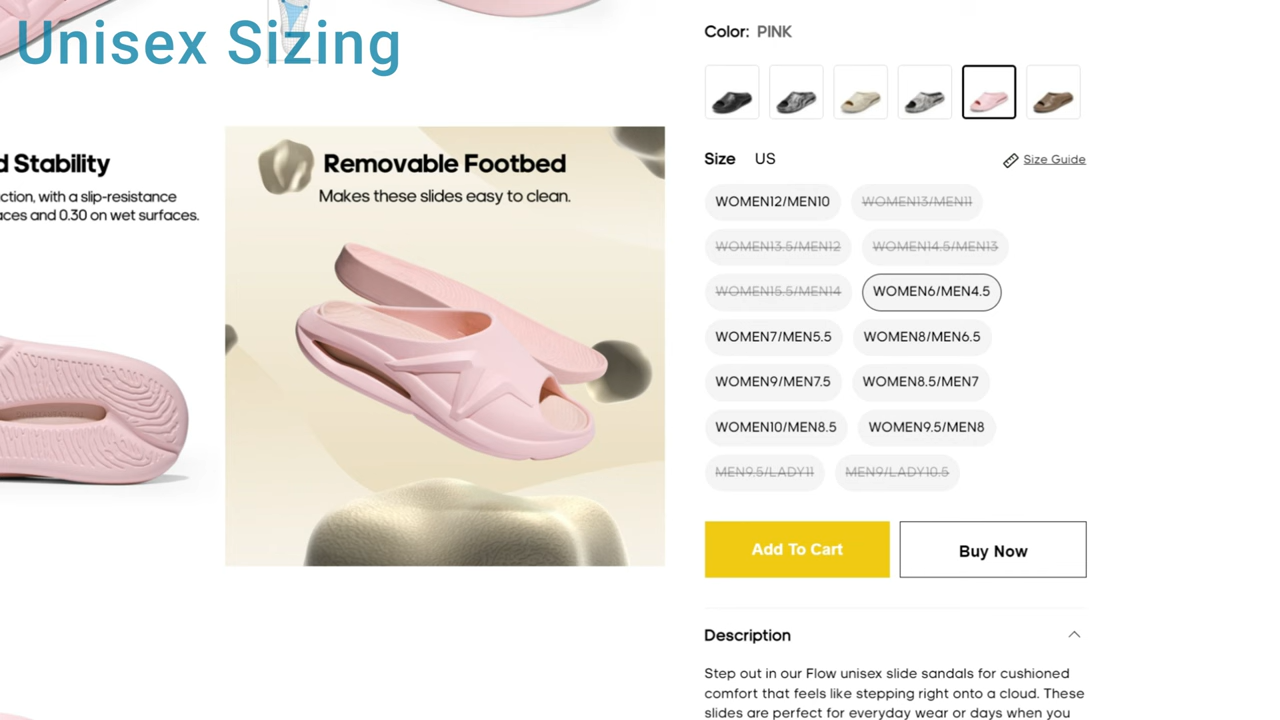 Unisex Sizing
d Stability
ction, with a slip-resistance
aces and 0.30 on wet surfaces.
Removable Footbed
Makes these slides easy to clean.
Color: PINK
Size US
Size Guide
WOMEN12/MEN10
WOMEN13/MEN11
WOMEN13.5/MEN12
WOMEN14.5/MEN13
WOMEN15.5/MEN14
WOMEN6/MEN4.5
WOMEN7/MEN5.5
WOMEN8/MEN6.5
WOMEN9/MEN7.5
WOMEN8.5/MEN7
WOMEN10/MEN8.5
WOMEN9.5/MEN8
MEN9.5/LADY11
MEN9/LADY10.5
Add To Cart
Buy Now
Description
Step out in our Flow unisex slide sandals for cushioned
comfort that feels like stepping right onto a cloud. These
slides are perfect for everyday wear or days when you